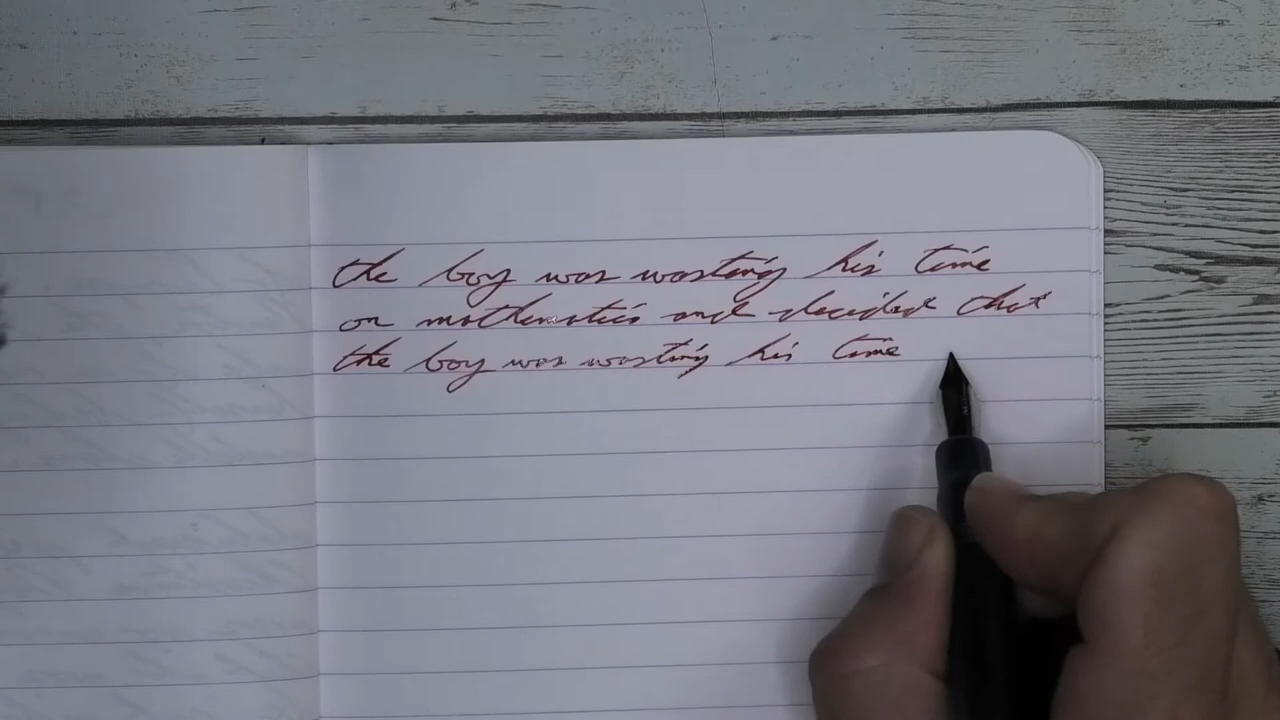 the boy was wasting his time
on mathematics and decided that
the boy was wasting his time